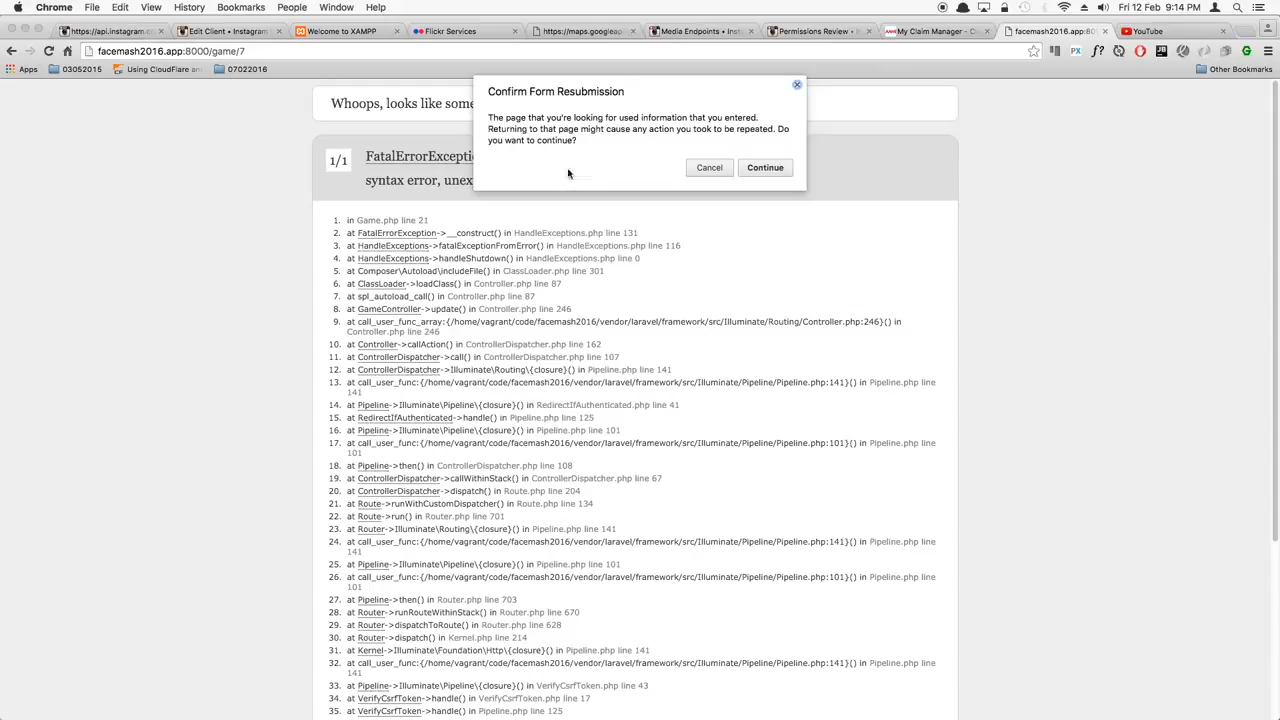 Chrome File Edit View History Bookmarks People Window Help
Fri 12 Feb 9:14 PM
https://api.instagram.c
Edit Client • Instagram
Welcome to XAMPP
Flickr Services
https://maps.googleap
Media Endpoints • Inst
Permissions Review • I
My Claim Manager - Cl
facemash2016.app:80
YouTube
facemash2016.app:8000/game/7
Apps 03052015 Using CloudFlare an 07022016 Other Bookmarks
Whoops, looks like some
Confirm Form Resubmission
The page that you're looking for used information that you entered.
Returning to that page might cause any action you took to be repeated. Do
you want to continue?
Cancel Continue
1/1 FatalErrorExcepti
syntax error, unex
1. in Game.php line 21
2. at FatalErrorException->__construct() in HandleExceptions.php line 131
3. at HandleExceptions->fatalExceptionFromError() in HandleExceptions.php line 116
4. at HandleExceptions->handleShutdown() in HandleExceptions.php line 0
5. at Composer\Autoload\includeFile() in ClassLoader.php line 301
6. at ClassLoader->loadClass() in Controller.php line 87
7. at spl_autoload_call() in Controller.php line 87
8. at GameController->update() in Controller.php line 246
9. at call_user_func_array:{/home/vagrant/code/facemash2016/vendor/laravel/framework/src/Illuminate/Routing/Controller.php:246}() in
Controller.php line 246
10. at Controller->callAction() in ControllerDispatcher.php line 162
11. at ControllerDispatcher->call() in ControllerDispatcher.php line 107
12. at ControllerDispatcher->Illuminate\Routing\{closure}() in Pipeline.php line 141
13. at call_user_func:{/home/vagrant/code/facemash2016/vendor/laravel/framework/src/Illuminate/Pipeline/Pipeline.php:141}() in Pipeline.php line
141
14. at Pipeline->Illuminate\Pipeline\{closure}() in RedirectIfAuthenticated.php line 41
15. at RedirectIfAuthenticated->handle() in Pipeline.php line 125
16. at Pipeline->Illuminate\Pipeline\{closure}() in Pipeline.php line 101
17. at call_user_func:{/home/vagrant/code/facemash2016/vendor/laravel/framework/src/Illuminate/Pipeline/Pipeline.php:101}() in Pipeline.php line
101
18. at Pipeline->then() in ControllerDispatcher.php line 108
19. at ControllerDispatcher->callWithinStack() in ControllerDispatcher.php line 67
20. at ControllerDispatcher->dispatch() in Route.php line 204
21. at Route->runWithCustomDispatcher() in Route.php line 134
22. at Route->run() in Router.php line 701
23. at Router->Illuminate\Routing\{closure}() in Pipeline.php line 141
24. at call_user_func:{/home/vagrant/code/facemash2016/vendor/laravel/framework/src/Illuminate/Pipeline/Pipeline.php:141}() in Pipeline.php line
141
25. at Pipeline->Illuminate\Pipeline\{closure}() in Pipeline.php line 101
26. at call_user_func:{/home/vagrant/code/facemash2016/vendor/laravel/framework/src/Illuminate/Pipeline/Pipeline.php:101}() in Pipeline.php line
101
27. at Pipeline->then() in Router.php line 703
28. at Router->runRouteWithinStack() in Router.php line 670
29. at Router->dispatchToRoute() in Router.php line 628
30. at Router->dispatch() in Kernel.php line 214
31. at Kernel->Illuminate\Foundation\Http\{closure}() in Pipeline.php line 141
32. at call_user_func:{/home/vagrant/code/facemash2016/vendor/laravel/framework/src/Illuminate/Pipeline/Pipeline.php:141}() in Pipeline.php line
141
33. at Pipeline->Illuminate\Pipeline\{closure}() in VerifyCsrfToken.php line 43
34. at VerifyCsrfToken->handle() in VerifyCsrfToken.php line 17
35. at VerifyCsrfToken->handle() in Pipeline.php line 125